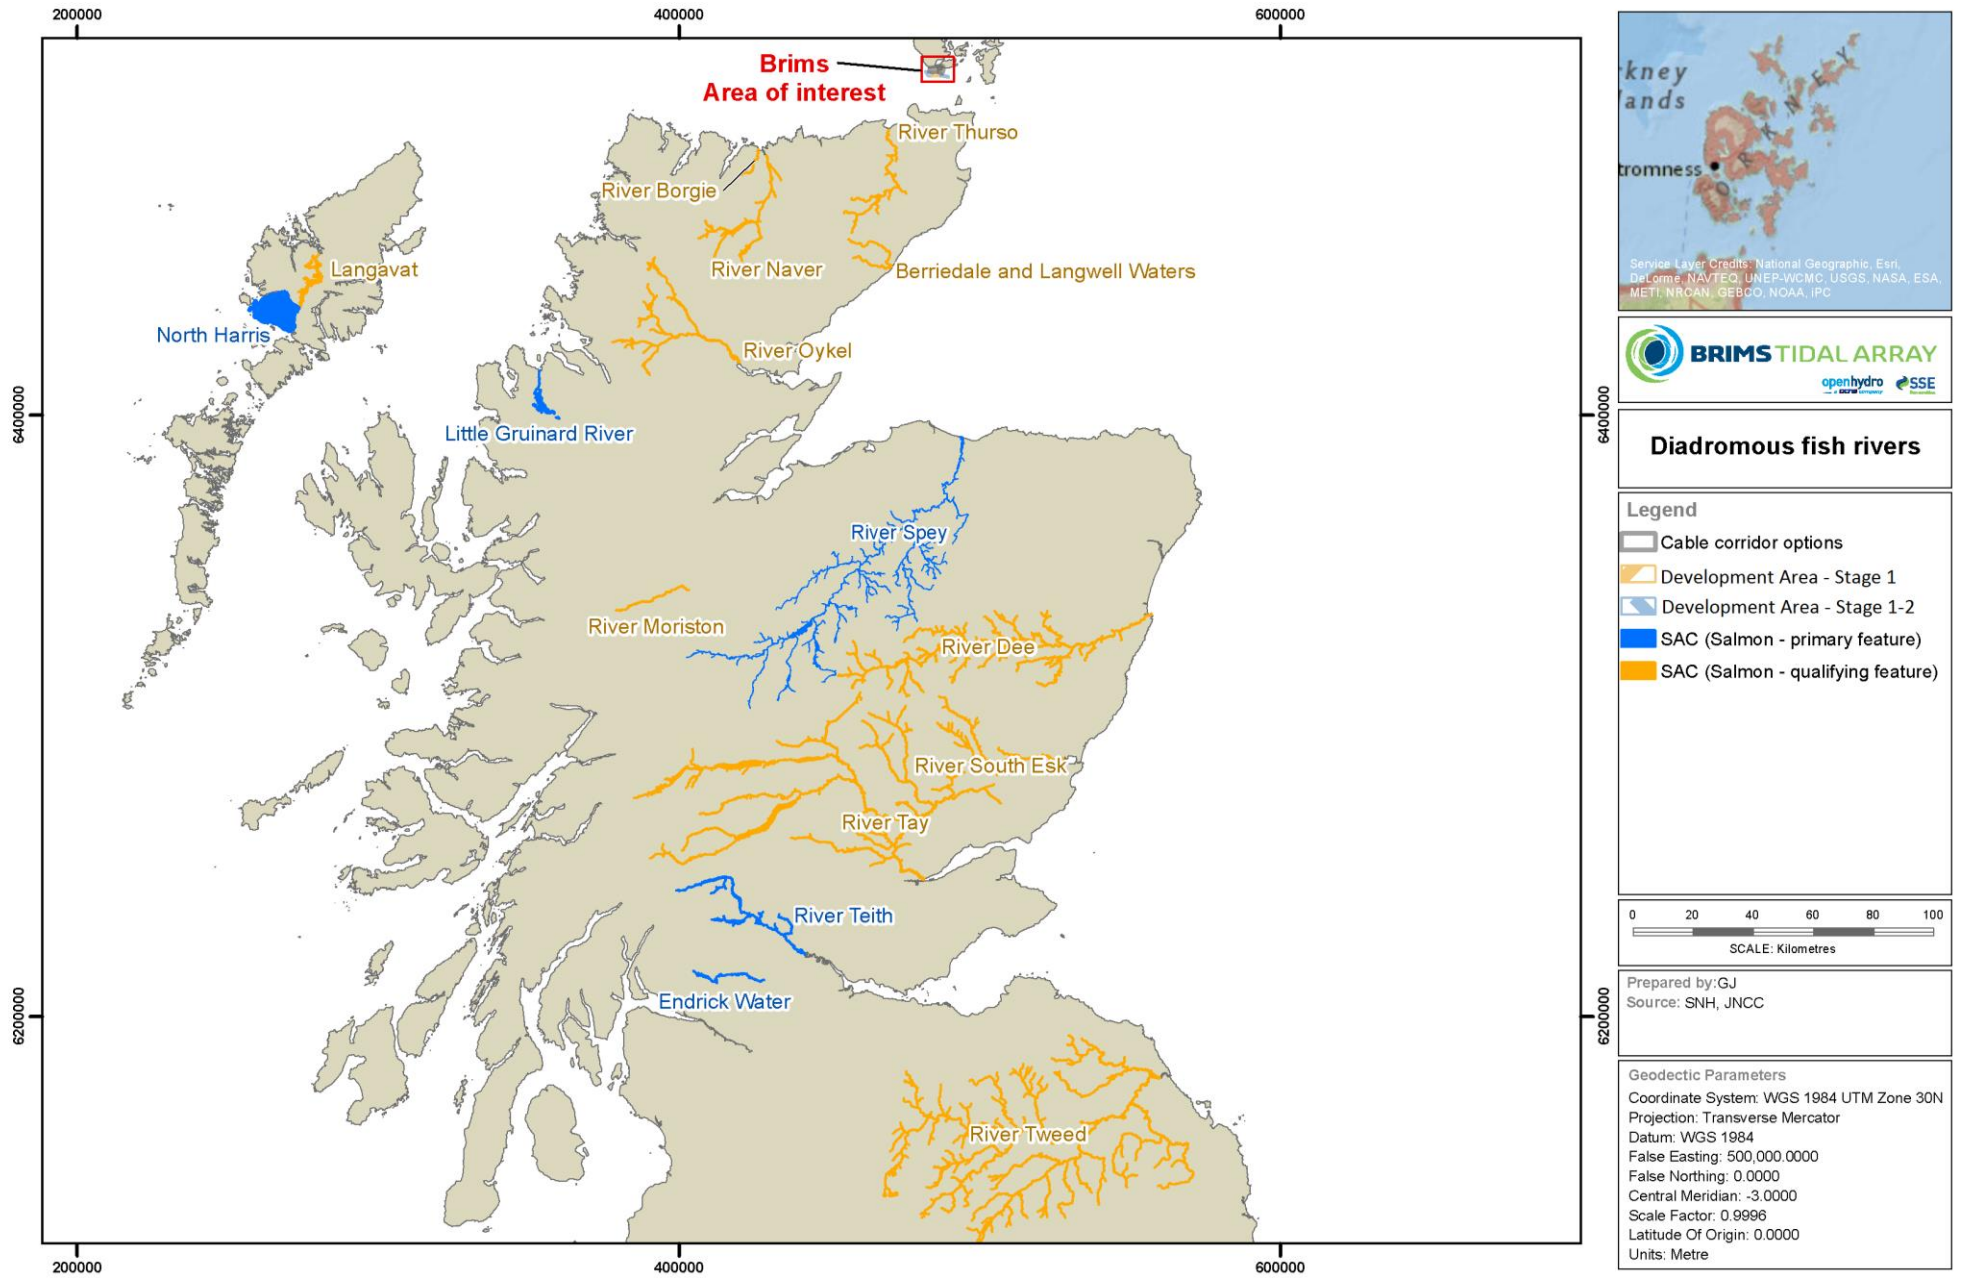 200000
400000
600000
Brims
Area of interest
River Thurso
River Borgie
River Naver
Berriedale and Langwell Waters
Langavat
North Harris
River Oykel
Little Gruinard River
River Spey
River Moriston
River Dee
River South Esk
River Tay
River Teith
Endrick Water
River Tweed
6400000
6400000
6200000
6200000
200000
400000
600000
kney
ands
ORKNEY
tromness
Service Layer Credits: National Geographic, Esri,
DeLorme, NAVTEQ, UNEP-WCMC, USGS, NASA, ESA,
METI, NRCAN, GEBCO, NOAA, iPC
BRIMS TIDAL ARRAY
openhydro
SSE
Diadromous fish rivers
Legend
Cable corridor options
Development Area - Stage 1
Development Area - Stage 1-2
SAC (Salmon - primary feature)
SAC (Salmon - qualifying feature)
0 20 40 60 80 100
SCALE: Kilometres
Prepared by:GJ
Source: SNH, JNCC
Geodectic Parameters
Coordinate System: WGS 1984 UTM Zone 30N
Projection: Transverse Mercator
Datum: WGS 1984
False Easting: 500,000.0000
False Northing: 0.0000
Central Meridian: -3.0000
Scale Factor: 0.9996
Latitude Of Origin: 0.0000
Units: Metre